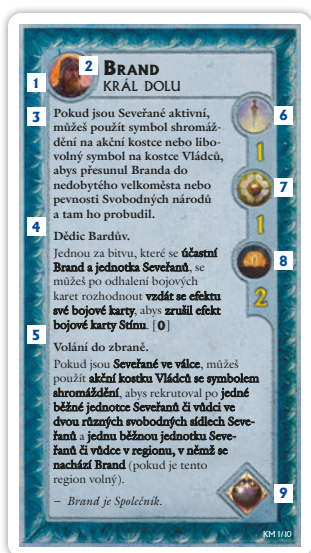 2
BRAND
1
KRÁL DOLU
3
Pokud jsou Seveřané aktivní,
můžeš použít symbol shromáž-
dění na akční kostce nebo libo-
volný symbol na kostce Vládců,
abys přesunul Branda do
nedobytého velkoměsta nebo
pevnosti Svobodných národů
a tam ho probudil.
4
Dědic Bardův.
Jednou za bitvu, které se účastní
Brand a jednotka Seveřanů, se
můžeš po odhalení bojových
karet rozhodnout vzdát se efektu
své bojové karty, abys zrušil efekt
bojové karty Stínu. [0]
5
Volání do zbraně.
Pokud jsou Seveřané ve válce, můžeš
použít akční kostku Vládců se symbolem
shromáždění, abys rekrutoval po jedné
běžné jednotce Seveřanů či vůdci ve
dvou různých svobodných sídlech Seve-
řanů a jednu běžnou jednotku Seve-
řanů či vůdce v regionu, v němž se
nachází Brand (pokud je tento
region volný).
– Brand je Společník.
6
1
7
1
0
8
2
9
KM 1/10